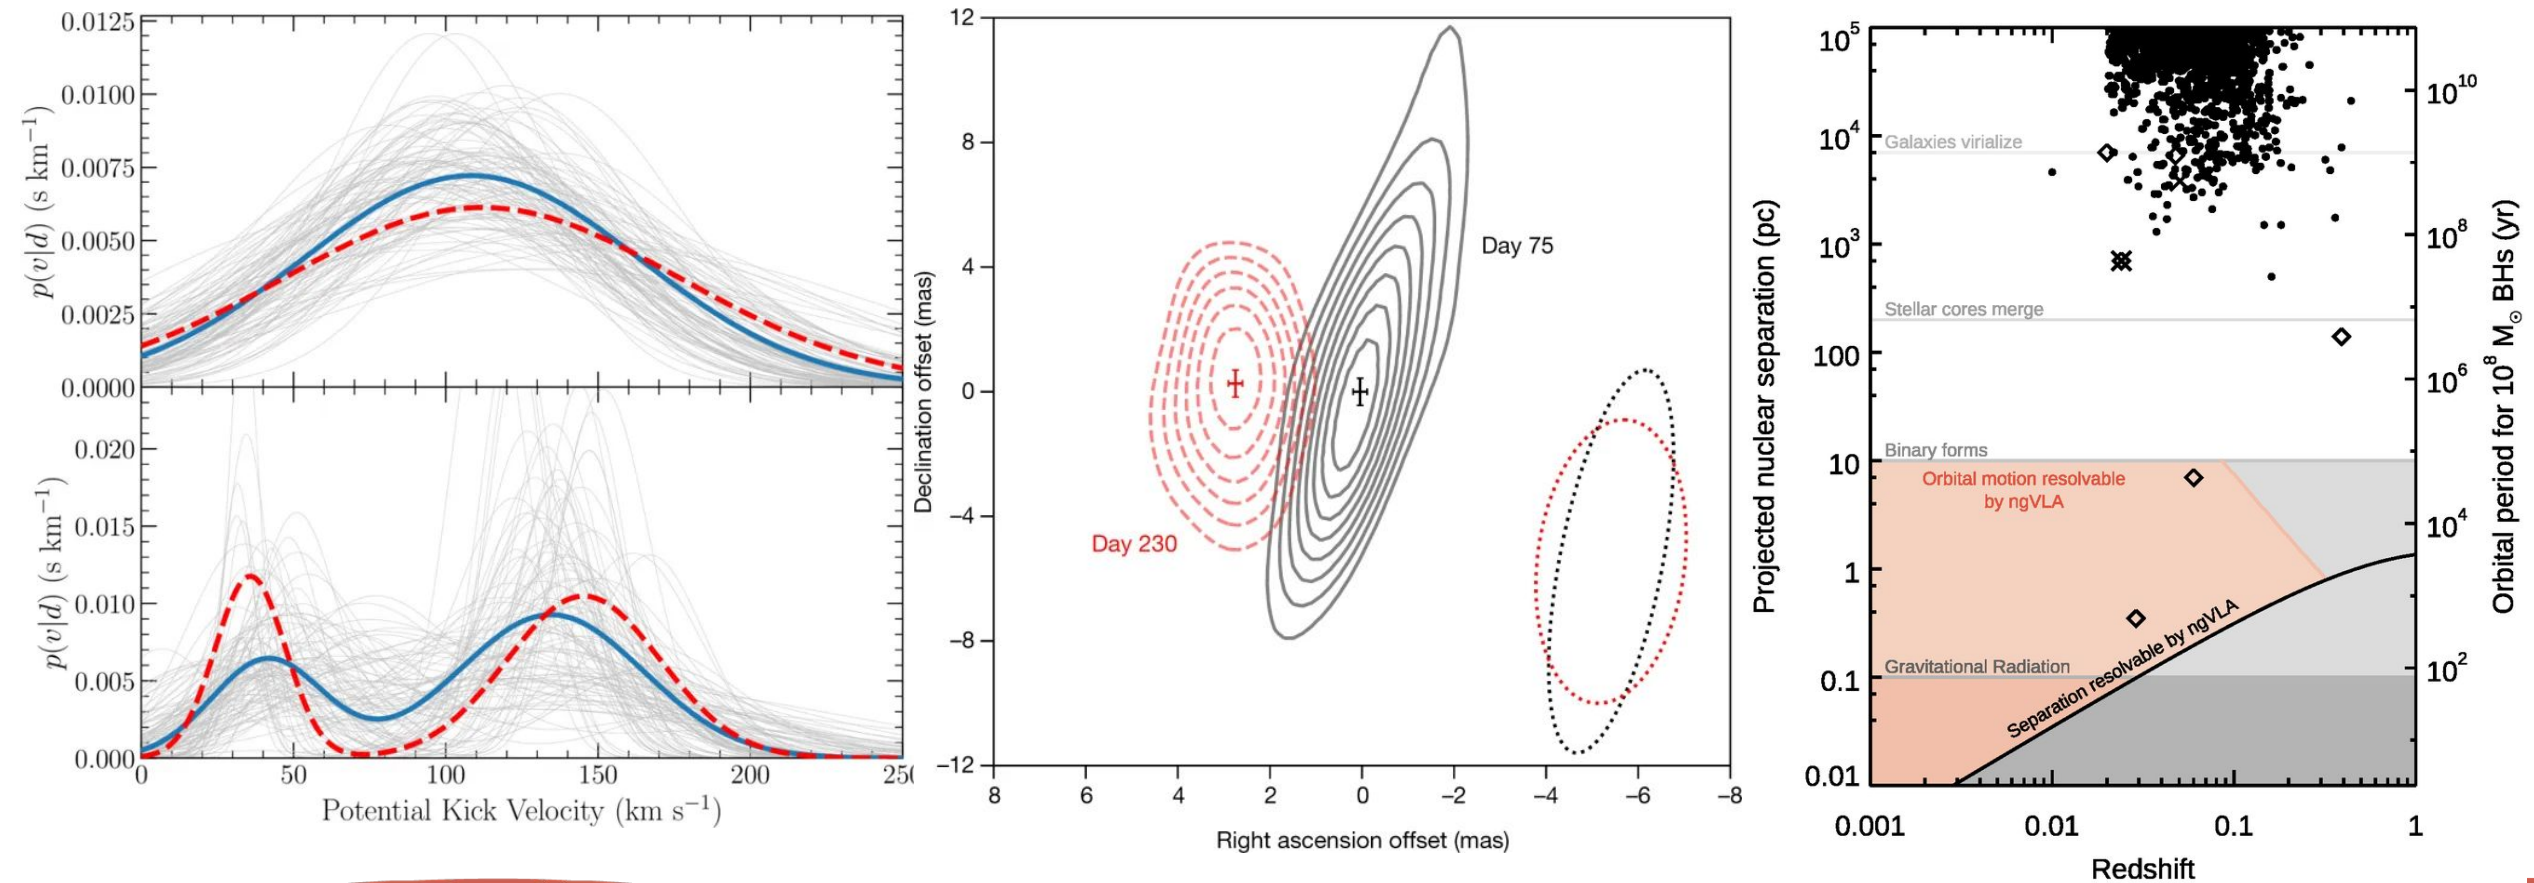 0.0125
0.0100
0.0075
0.0050
0.0025
0.0000
p(v|d) (s km⁻¹)
0.020
0.015
0.010
0.005
0.000
p(v|d) (s km⁻¹)
0 50 100 150 200 250
Potential Kick Velocity (km s⁻¹)
12
8
4
0
−4
−8
−12
Declination offset (mas)
Day 75
Day 230
8 6 4 2 0 −2 −4 −6 −8
Right ascension offset (mas)
10⁵
10⁴
10³
100
10
1
0.1
0.01
Projected nuclear separation (pc)
Galaxies virialize
Stellar cores merge
Binary forms
Orbital motion resolvable
by ngVLA
Gravitational Radiation
Separation resolvable by ngVLA
10¹⁰
10⁸
10⁶
10⁴
10²
Orbital period for 10⁸ M☉ BHs (yr)
0.001 0.01 0.1 1
Redshift